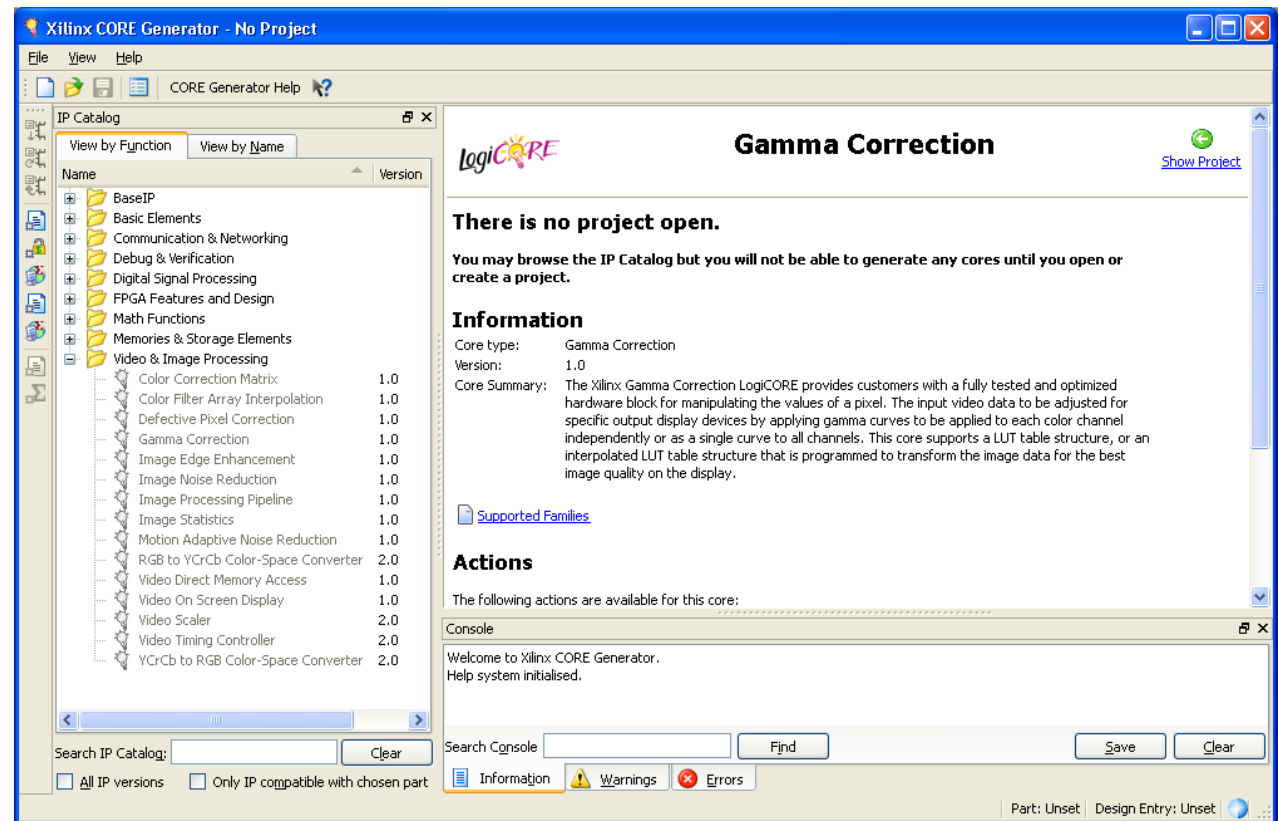 Xilinx CORE Generator - No Project
File View Help
CORE Generator Help
IP Catalog
View by Function View by Name
Name Version
BaseIP
Basic Elements
Communication & Networking
Debug & Verification
Digital Signal Processing
FPGA Features and Design
Math Functions
Memories & Storage Elements
Video & Image Processing
Color Correction Matrix 1.0
Color Filter Array Interpolation 1.0
Defective Pixel Correction 1.0
Gamma Correction 1.0
Image Edge Enhancement 1.0
Image Noise Reduction 1.0
Image Processing Pipeline 1.0
Image Statistics 1.0
Motion Adaptive Noise Reduction 1.0
RGB to YCrCb Color-Space Converter 2.0
Video Direct Memory Access 1.0
Video On Screen Display 1.0
Video Scaler 2.0
Video Timing Controller 2.0
YCrCb to RGB Color-Space Converter 2.0
Search IP Catalog: Clear
All IP versions Only IP compatible with chosen part
LogiCORE
Gamma Correction
Show Project
There is no project open.
You may browse the IP Catalog but you will not be able to generate any cores until you open or
create a project.
Information
Core type: Gamma Correction
Version: 1.0
Core Summary: The Xilinx Gamma Correction LogiCORE provides customers with a fully tested and optimized
hardware block for manipulating the values of a pixel. The input video data to be adjusted for
specific output display devices by applying gamma curves to be applied to each color channel
independently or as a single curve to all channels. This core supports a LUT table structure, or an
interpolated LUT table structure that is programmed to transform the image data for the best
image quality on the display.
Supported Families
Actions
The following actions are available for this core:
Console
Welcome to Xilinx CORE Generator.
Help system initialised.
Search Console Find Save Clear
Information Warnings Errors
Part: Unset Design Entry: Unset